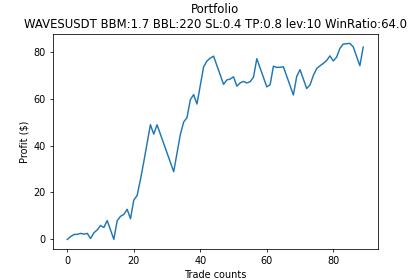 Portfolio
WAVESUSDT BBM:1.7 BBL:220 SL:0.4 TP:0.8 lev:10 WinRatio:64.0
80
60
40
20
0
Profit ($)
0 20 40 60 80
Trade counts